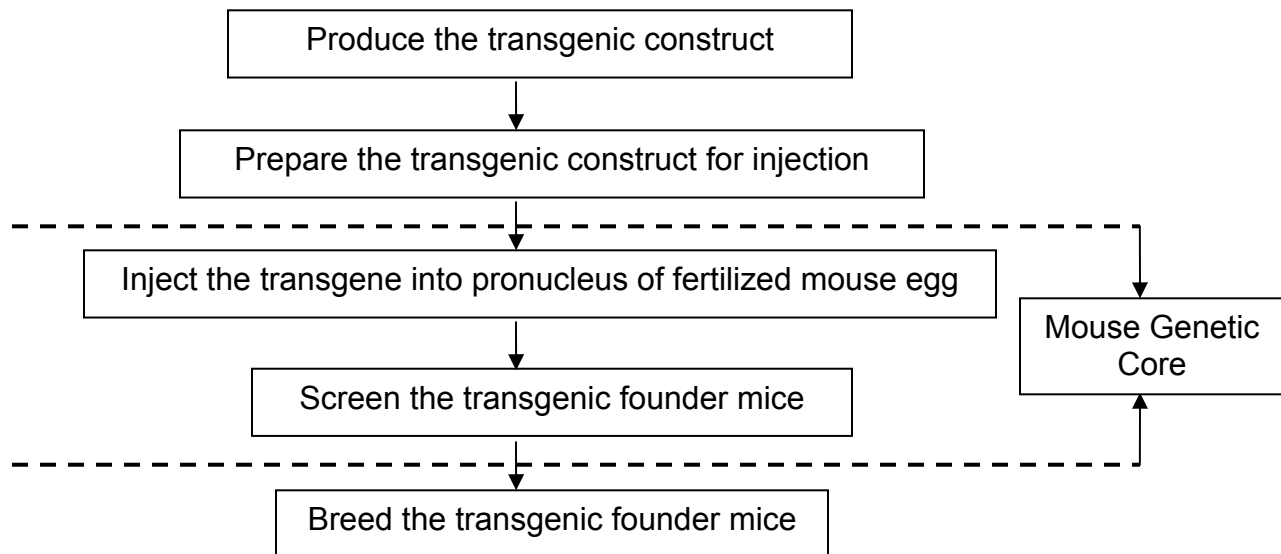 Produce the transgenic construct
Prepare the transgenic construct for injection
Inject the transgene into pronucleus of fertilized mouse egg
Mouse Genetic
Core
Screen the transgenic founder mice
Breed the transgenic founder mice